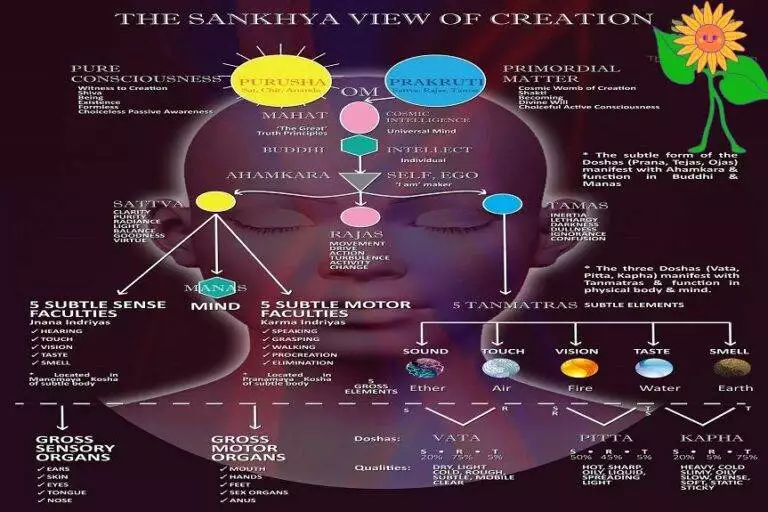 THE SANKHYA VIEW OF CREATION
PURE
CONSCIOUSNESS
Witness to Creation
Shiva
Being
Existence
Formless
Choiceless Passive Awareness
PURUSHA
Sat, Chit, Ananda
OM
PRAKRUTI
Sattva, Rajas, Tamas
PRIMORDIAL
MATTER
Cosmic Womb of Creation
Shakti
Becoming
Divine Will
Choiceful Active Consciousness
MAHAT
'The Great'
Truth Principles
COSMIC
INTELLIGENCE
Universal Mind
BUDDHI
INTELLECT
Individual
AHAMKARA
SELF, EGO
'I am' maker
* The subtle form of the
Doshas (Prana, Tejas, Ojas)
manifest with Ahamkara &
function in Buddhi &
Manas
SATTVA
CLARITY
PURITY
RADIANCE
LIGHT
BALANCE
GOODNESS
VIRTUE
RAJAS
MOVEMENT
DRIVE
ACTION
TURBULENCE
ACTIVITY
CHANGE
TAMAS
INERTIA
LETHARGY
DARKNESS
DULLNESS
IGNORANCE
CONFUSION
MANAS
MIND
* The three Doshas (Vata,
Pitta, Kapha) manifest with
Tanmatras & function in
physical body & mind.
5 SUBTLE SENSE
FACULTIES
Jnana Indriyas
✓ HEARING
✓ TOUCH
✓ VISION
✓ TASTE
✓ SMELL
* Located in
Manomaya Kosha
of subtle body
5 SUBTLE MOTOR
FACULTIES
Karma Indriyas
✓ SPEAKING
✓ GRASPING
✓ WALKING
✓ PROCREATION
✓ ELIMINATION
* Located in
Pranamaya Kosha
of subtle body
5 TANMATRAS SUBTLE ELEMENTS
SOUND TOUCH VISION TASTE SMELL
5
GROSS
ELEMENTS
Ether Air Fire Water Earth
S R S R T S T
GROSS
SENSORY
ORGANS
✓ EARS
✓ SKIN
✓ EYES
✓ TONGUE
✓ NOSE
GROSS
MOTOR
ORGANS
✓ MOUTH
✓ HANDS
✓ FEET
✓ SEX ORGANS
✓ ANUS
Doshas: VATA PITTA KAPHA
S • R • T S • R • T S • R • T
20% 75% 5% 50% 45% 5% 20% 5% 75%
Qualities:
DRY, LIGHT
COLD, ROUGH,
SUBTLE, MOBILE
CLEAR
HOT, SHARP,
OILY, LIQUID,
SPREADING
LIGHT
HEAVY, COLD
SLIMY, OILY
SLOW, DENSE,
SOFT, STATIC
STICKY